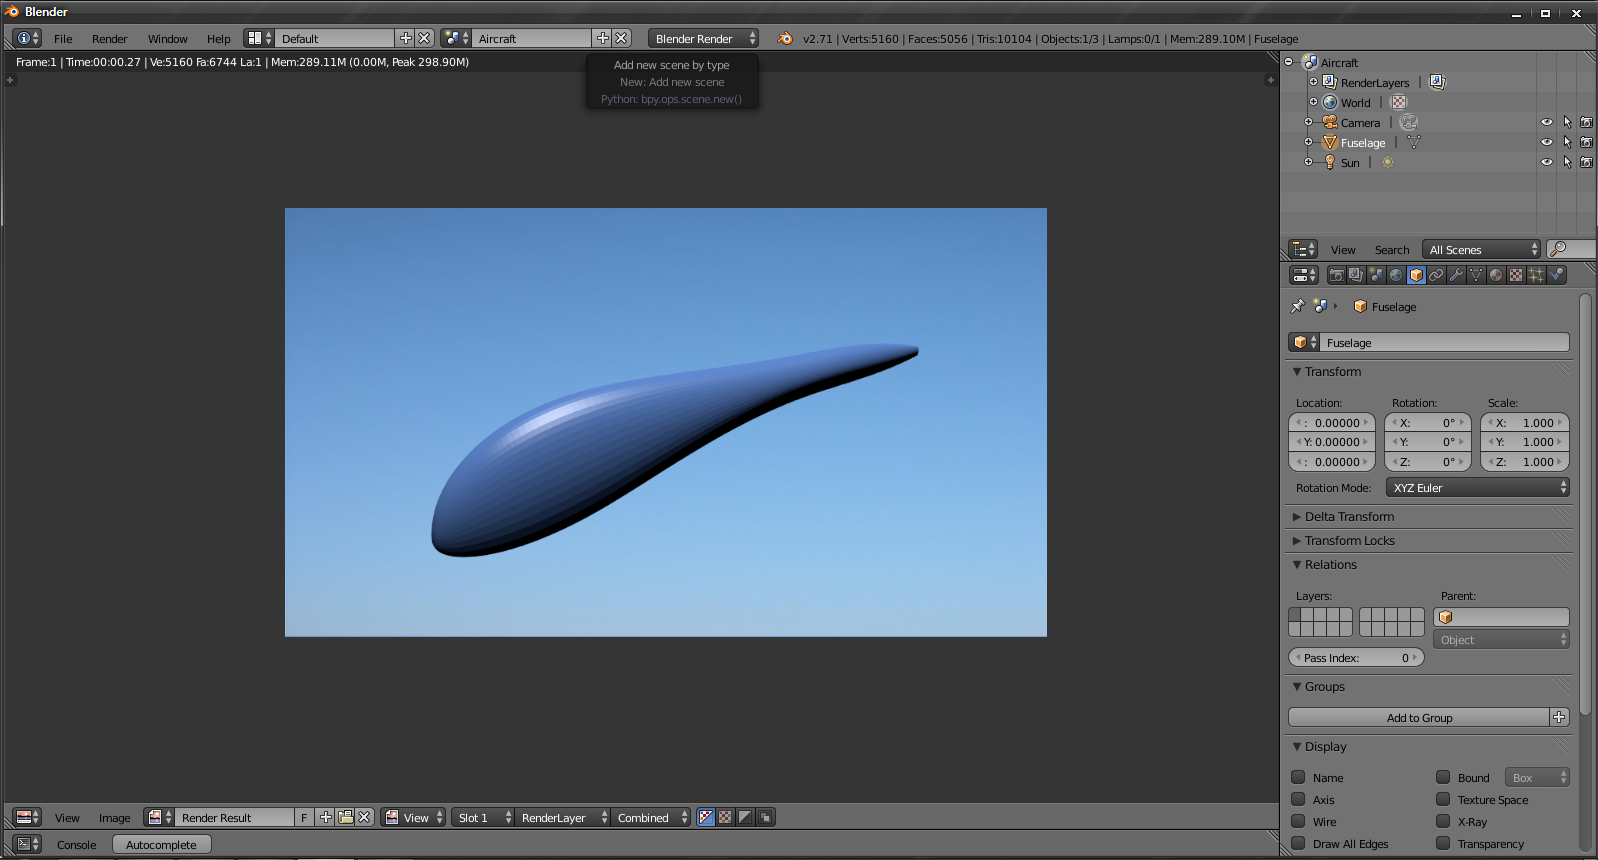 Blender
File Render Window Help Default Aircraft Blender Render v2.71 | Verts:5160 | Faces:5056 | Tris:10104 | Objects:1/3 | Lamps:0/1 | Mem:289.10M | Fuselage
Frame:1 | Time:00:00.27 | Ve:5160 Fa:6744 La:1 | Mem:289.11M (0.00M, Peak 298.90M)
Add new scene by type
New: Add new scene
Python: bpy.ops.scene.new()
Aircraft
RenderLayers |
World |
Camera |
Fuselage |
Sun |
View Search All Scenes
Fuselage
Fuselage
Transform
Location: Rotation: Scale:
: 0.00000 X: 0° X: 1.000
Y: 0.00000 Y: 0° Y: 1.000
: 0.00000 Z: 0° Z: 1.000
Rotation Mode: XYZ Euler
Delta Transform
Transform Locks
Relations
Layers: Parent:
Object
Pass Index: 0
Groups
Add to Group
Display
Name Bound Box
Axis Texture Space
Wire X-Ray
Draw All Edges Transparency
View Image Render Result F View Slot 1 RenderLayer Combined
Console Autocomplete